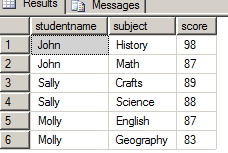 Results Messages
studentname subject score
1 John History 98
2 John Math 87
3 Sally Crafts 89
4 Sally Science 88
5 Molly English 87
6 Molly Geography 83